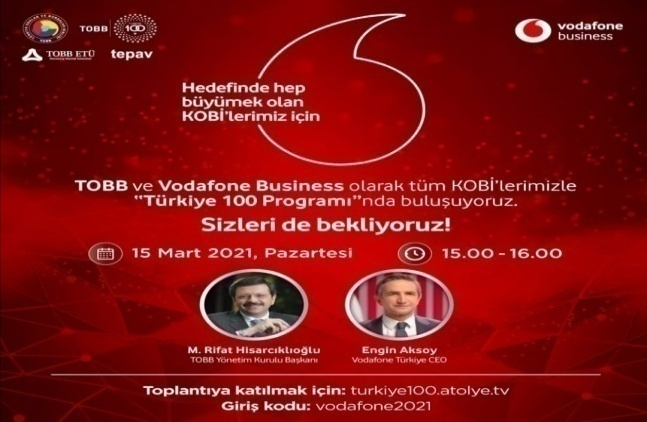 TOBB
100
TOBB ETÜ
tepav
vodafone
business
Hedefinde hep
büyümek olan
KOBİ'lerimiz için
TOBB ve Vodafone Business olarak tüm KOBİ'lerimizle
“Türkiye 100 Programı”nda buluşuyoruz.
Sizleri de bekliyoruz!
15 Mart 2021, Pazartesi
15.00 - 16.00
M. Rifat Hisarcıklıoğlu
TOBB Yönetim Kurulu Başkanı
Engin Aksoy
Vodafone Türkiye CEO
Toplantıya katılmak için: turkiye100.atolye.tv
Giriş kodu: vodafone2021